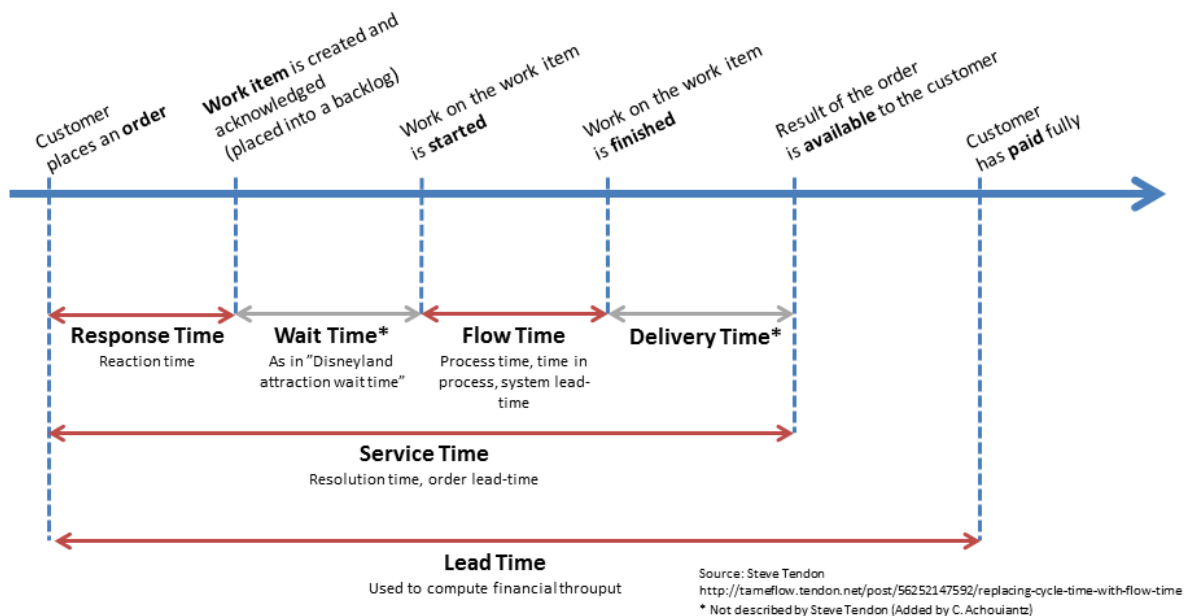 Customer
places an order
Work item is created and
acknowledged
(placed into a backlog)
Work on the work item
is started
Work on the work item
is finished
Result of the order
is available to the customer
Customer
has paid fully
Response Time
Reaction time
Wait Time*
As in ”Disneyland
attraction wait time”
Flow Time
Process time, time in
process, system lead-
time
Delivery Time*
Service Time
Resolution time, order lead-time
Lead Time
Used to compute financial throuput
Source: Steve Tendon
http://tameflow.tendon.net/post/56252147592/replacing-cycle-time-with-flow-time
* Not described by Steve Tendon (Added by C. Achouiantz)